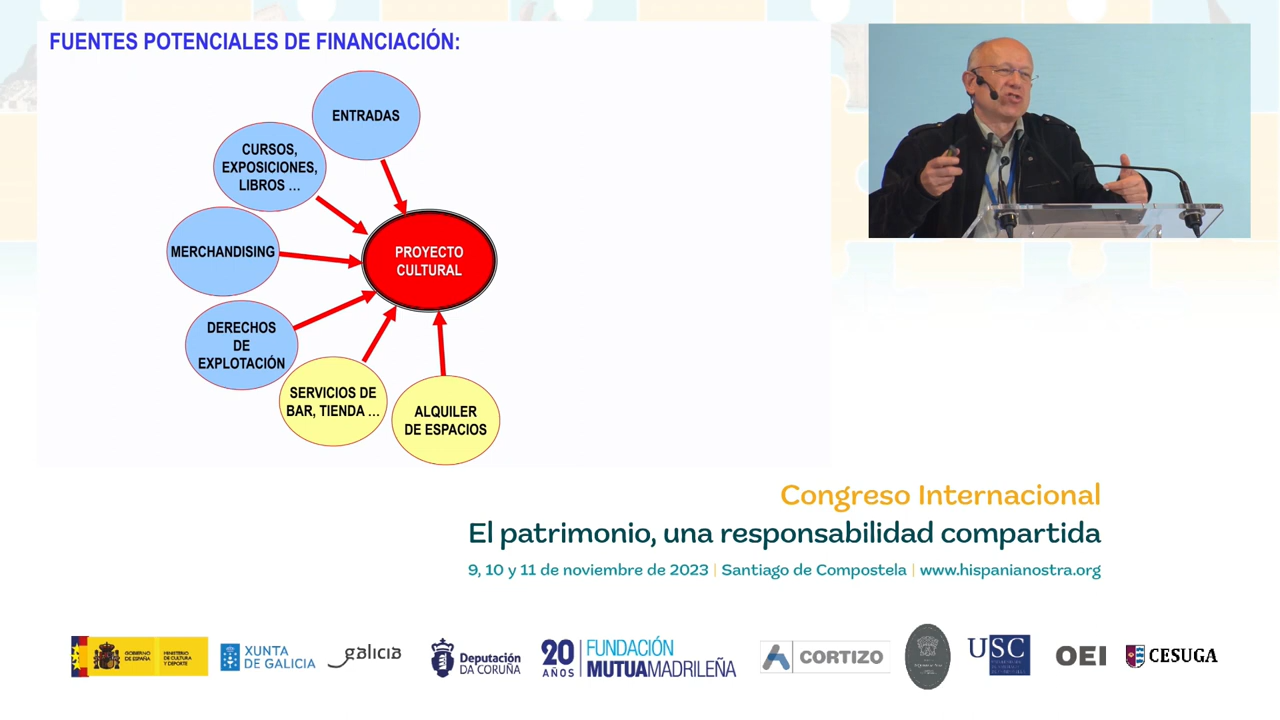 FUENTES POTENCIALES DE FINANCIACIÓN:
ENTRADAS
CURSOS,
EXPOSICIONES,
LIBROS ...
MERCHANDISING
PROYECTO
CULTURAL
DERECHOS
DE
EXPLOTACIÓN
SERVICIOS DE
BAR, TIENDA ...
ALQUILER
DE ESPACIOS
Congreso Internacional
El patrimonio, una responsabilidad compartida
9, 10 y 11 de noviembre de 2023 | Santiago de Compostela | www.hispanianostra.org
GOBIERNO
DE ESPAÑA
MINISTERIO
DE CULTURA
Y DEPORTE
XUNTA
DE GALICIA
galicia
Deputación
DA CORUÑA
20
AÑOS
FUNDACIÓN
MUTUAMADRILEÑA
CORTIZO
USC
OEI
CESUGA